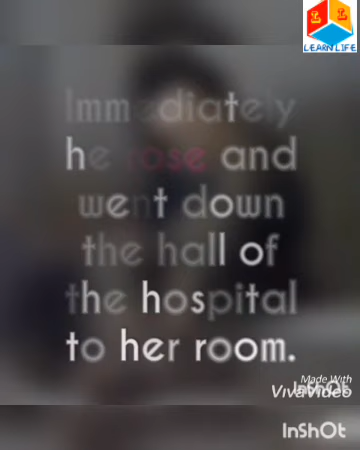 L L
LEARN LIFE
Immediately
he rose and
went down
the hall of
the hospital
to her room.
Made With
VivaVideo
InShOt
InShOt